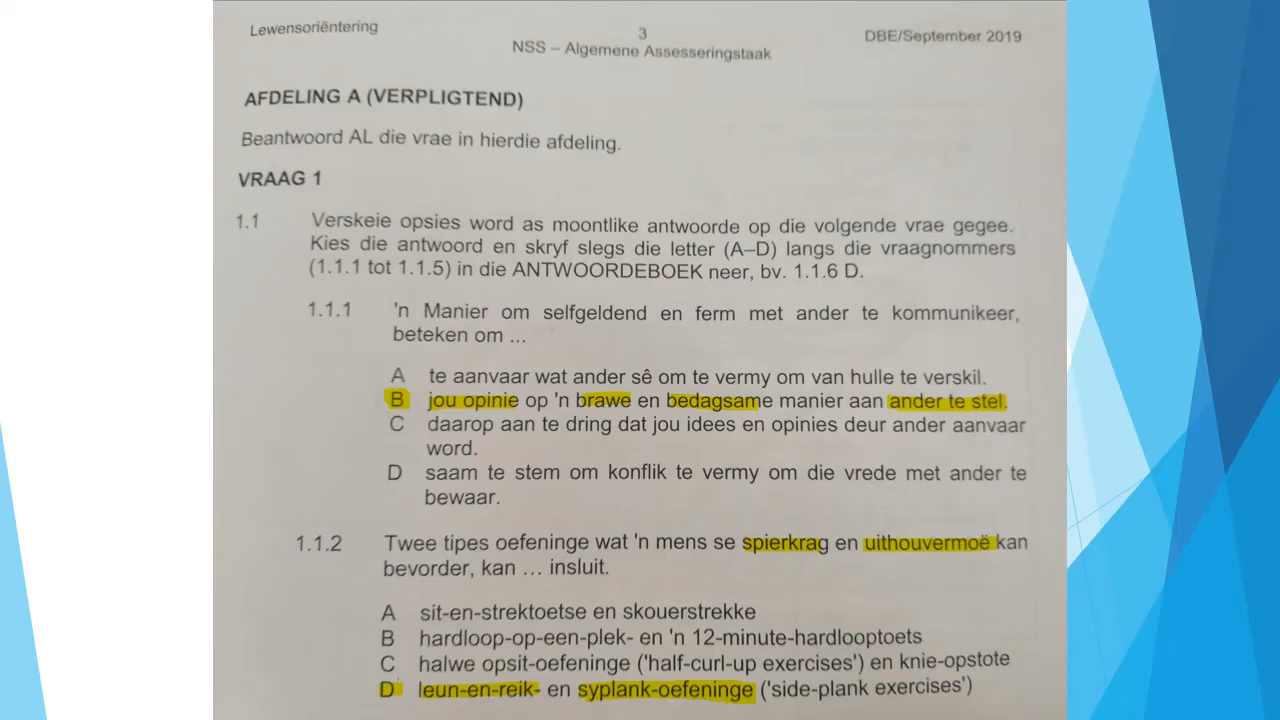 Lewensoriëntering
3
DBE/September 2019
NSS – Algemene Assesseringstaak
AFDELING A (VERPLIGTEND)
Beantwoord AL die vrae in hierdie afdeling.
VRAAG 1
1.1 Verskeie opsies word as moontlike antwoorde op die volgende vrae gegee.
Kies die antwoord en skryf slegs die letter (A–D) langs die vraagnommers
(1.1.1 tot 1.1.5) in die ANTWOORDEBOEK neer, bv. 1.1.6 D.
1.1.1 'n Manier om selfgeldend en ferm met ander te kommunikeer,
beteken om ...
A te aanvaar wat ander sê om te vermy om van hulle te verskil.
B jou opinie op 'n brawe en bedagsame manier aan ander te stel.
C daarop aan te dring dat jou idees en opinies deur ander aanvaar
word.
D saam te stem om konflik te vermy om die vrede met ander te
bewaar.
1.1.2 Twee tipes oefeninge wat 'n mens se spierkrag en uithouvermoë kan
bevorder, kan ... insluit.
A sit-en-strektoetse en skouerstrekke
B hardloop-op-een-plek- en 'n 12-minute-hardlooptoets
C halwe opsit-oefeninge ('half-curl-up exercises') en knie-opstote
D leun-en-reik- en syplank-oefeninge ('side-plank exercises')